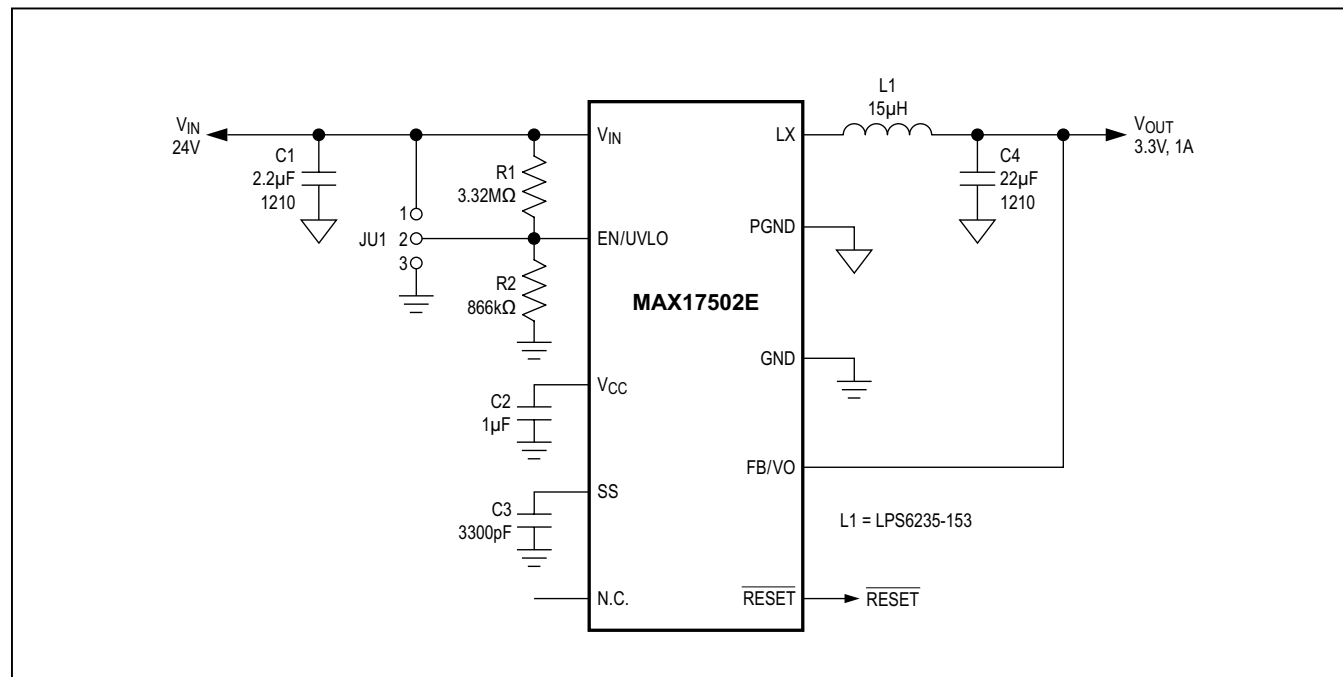 V_IN
24V
C1
2.2µF
1210
JU1
1
2
3
R1
3.32MΩ
R2
866kΩ
C2
1µF
C3
3300pF
V_IN
EN/UVLO
V_CC
SS
N.C.
MAX17502E
LX
PGND
GND
FB/VO
RESET
L1
15µH
C4
22µF
1210
V_OUT
3.3V, 1A
L1 = LPS6235-153
RESET